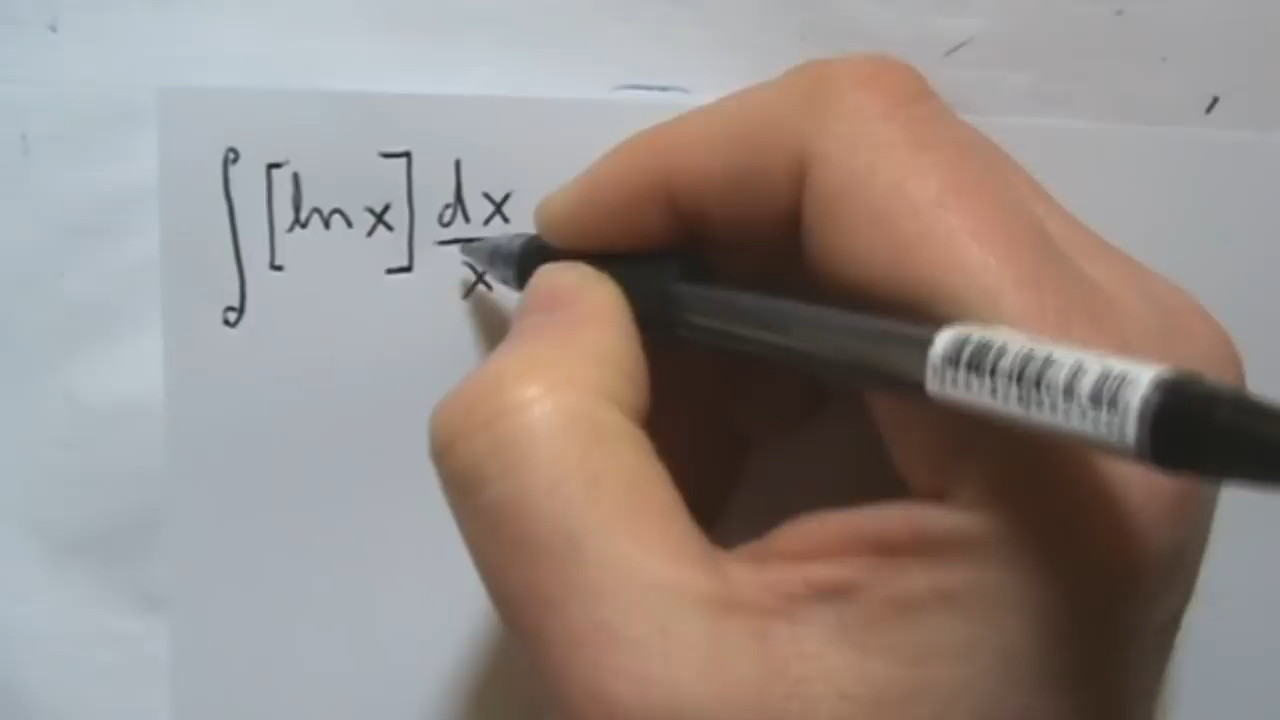 ∫ [ln x] dx/x